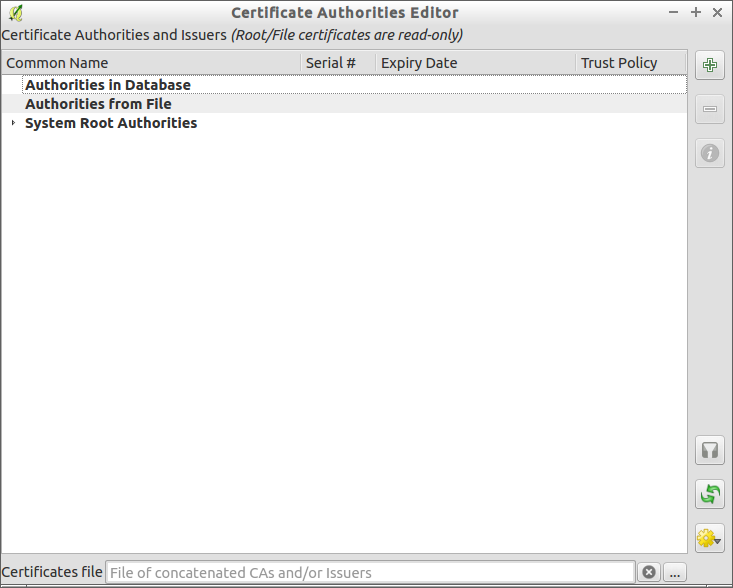 Certificate Authorities Editor
Certificate Authorities and Issuers (Root/File certificates are read-only)
Common Name Serial # Expiry Date Trust Policy
Authorities in Database
Authorities from File
System Root Authorities
Certificates file File of concatenated CAs and/or Issuers ...